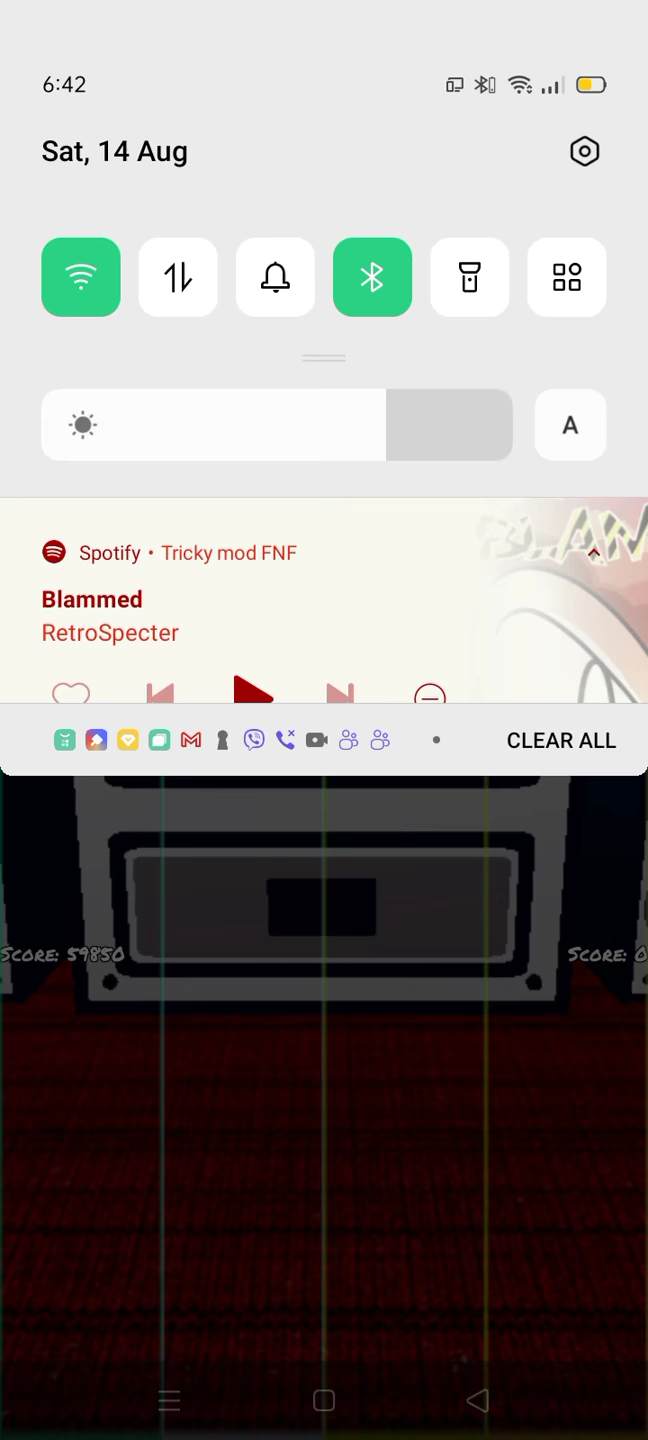 6:42
Sat, 14 Aug
A
Spotify • Tricky mod FNF
Blammed
RetroSpecter
CLEAR ALL
Score: 59850
Score: 0